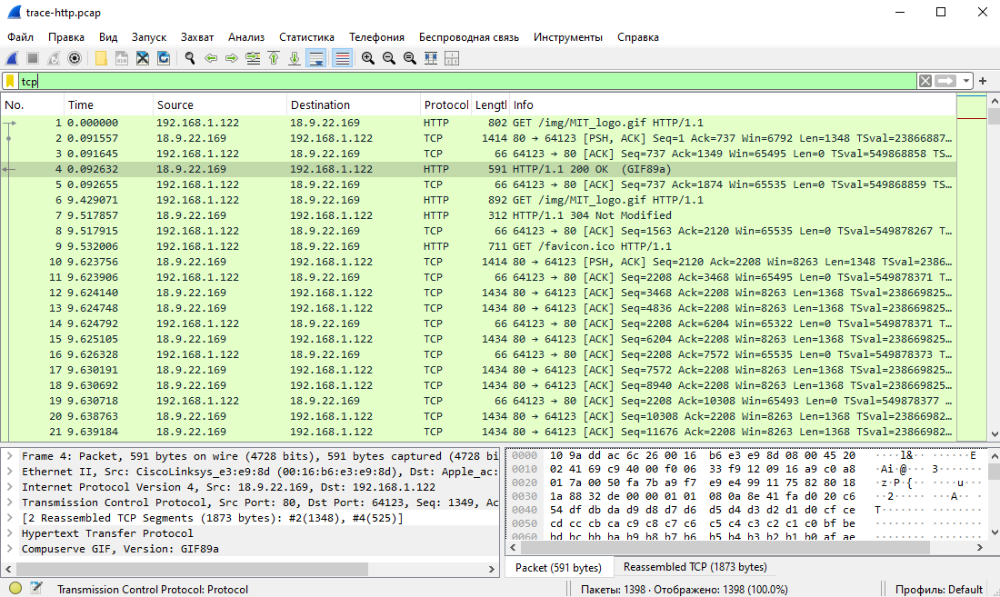 trace-http.pcap
Файл Правка Вид Запуск Захват Анализ Статистика Телефония Беспроводная связь Инструменты Справка
tcp
No. Time Source Destination Protocol Lengtl Info
1 0.000000 192.168.1.122 18.9.22.169 HTTP 802 GET /img/MIT_logo.gif HTTP/1.1
2 0.091557 18.9.22.169 192.168.1.122 TCP 1414 80 → 64123 [PSH, ACK] Seq=1 Ack=737 Win=6792 Len=1348 TSval=23866887…
3 0.091645 192.168.1.122 18.9.22.169 TCP 66 64123 → 80 [ACK] Seq=737 Ack=1349 Win=65495 Len=0 TSval=549868858 TS…
4 0.092632 18.9.22.169 192.168.1.122 HTTP 591 HTTP/1.1 200 OK (GIF89a)
5 0.092655 192.168.1.122 18.9.22.169 TCP 66 64123 → 80 [ACK] Seq=737 Ack=1874 Win=65535 Len=0 TSval=549868859 TS…
6 9.429071 192.168.1.122 18.9.22.169 HTTP 892 GET /img/MIT_logo.gif HTTP/1.1
7 9.517857 18.9.22.169 192.168.1.122 HTTP 312 HTTP/1.1 304 Not Modified
8 9.517915 192.168.1.122 18.9.22.169 TCP 66 64123 → 80 [ACK] Seq=1563 Ack=2120 Win=65535 Len=0 TSval=549878267 T…
9 9.532006 192.168.1.122 18.9.22.169 HTTP 711 GET /favicon.ico HTTP/1.1
10 9.623756 18.9.22.169 192.168.1.122 TCP 1414 80 → 64123 [PSH, ACK] Seq=2120 Ack=2208 Win=8263 Len=1348 TSval=2386…
11 9.623906 192.168.1.122 18.9.22.169 TCP 66 64123 → 80 [ACK] Seq=2208 Ack=3468 Win=65495 Len=0 TSval=549878371 T…
12 9.624140 18.9.22.169 192.168.1.122 TCP 1434 80 → 64123 [ACK] Seq=3468 Ack=2208 Win=8263 Len=1368 TSval=238669825…
13 9.624748 18.9.22.169 192.168.1.122 TCP 1434 80 → 64123 [ACK] Seq=4836 Ack=2208 Win=8263 Len=1368 TSval=238669825…
14 9.624792 192.168.1.122 18.9.22.169 TCP 66 64123 → 80 [ACK] Seq=2208 Ack=6204 Win=65322 Len=0 TSval=549878371 T…
15 9.625105 18.9.22.169 192.168.1.122 TCP 1434 80 → 64123 [ACK] Seq=6204 Ack=2208 Win=8263 Len=1368 TSval=238669825…
16 9.626328 192.168.1.122 18.9.22.169 TCP 66 64123 → 80 [ACK] Seq=2208 Ack=7572 Win=65535 Len=0 TSval=549878373 T…
17 9.630191 18.9.22.169 192.168.1.122 TCP 1434 80 → 64123 [ACK] Seq=7572 Ack=2208 Win=8263 Len=1368 TSval=238669825…
18 9.630692 18.9.22.169 192.168.1.122 TCP 1434 80 → 64123 [ACK] Seq=8940 Ack=2208 Win=8263 Len=1368 TSval=238669825…
19 9.630718 192.168.1.122 18.9.22.169 TCP 66 64123 → 80 [ACK] Seq=2208 Ack=10308 Win=65493 Len=0 TSval=549878377 …
20 9.638763 18.9.22.169 192.168.1.122 TCP 1434 80 → 64123 [ACK] Seq=10308 Ack=2208 Win=8263 Len=1368 TSval=23866982…
21 9.639184 18.9.22.169 192.168.1.122 TCP 1434 80 → 64123 [ACK] Seq=11676 Ack=2208 Win=8263 Len=1368 TSval=23866982…
Frame 4: Packet, 591 bytes on wire (4728 bits), 591 bytes captured (4728 bi
Ethernet II, Src: CiscoLinksys_e3:e9:8d (00:16:b6:e3:e9:8d), Dst: Apple_ac:
Internet Protocol Version 4, Src: 18.9.22.169, Dst: 192.168.1.122
Transmission Control Protocol, Src Port: 80, Dst Port: 64123, Seq: 1349, Ac
[2 Reassembled TCP Segments (1873 bytes): #2(1348), #4(525)]
Hypertext Transfer Protocol
Compuserve GIF, Version: GIF89a
0000 10 9a dd ac 6c 26 00 16 b6 e3 e9 8d 08 00 45 20 ····l&·· ······E
0010 02 41 69 c9 40 00 f0 06 33 f9 12 09 16 a9 c0 a8 ·Ai·@··· 3·······
0020 01 7a 00 50 fa 7b a9 f7 e9 e4 99 11 75 82 80 18 ·z·P·{·· ····u···
0030 1a 88 32 de 00 00 01 01 08 0a 8e 41 fa d0 20 c6 ··2····· ···A·· ·
0040 54 df db da d9 d8 d7 d6 d5 d4 d3 d2 d1 d0 cf ce T······· ········
0050 cd cc cb ca c9 c8 c7 c6 c5 c4 c3 c2 c1 c0 bf be ········ ········
0060 bd bc bb ba b9 b8 b7 b6 b5 b4 b3 b2 b1 b0 af ae ········ ········
Packet (591 bytes) Reassembled TCP (1873 bytes)
Transmission Control Protocol: Protocol Пакеты: 1398 · Отображено: 1398 (100.0%) Профиль: Default